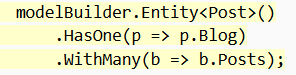 modelBuilder.Entity<Post>()
.HasOne(p => p.Blog)
.WithMany(b => b.Posts);